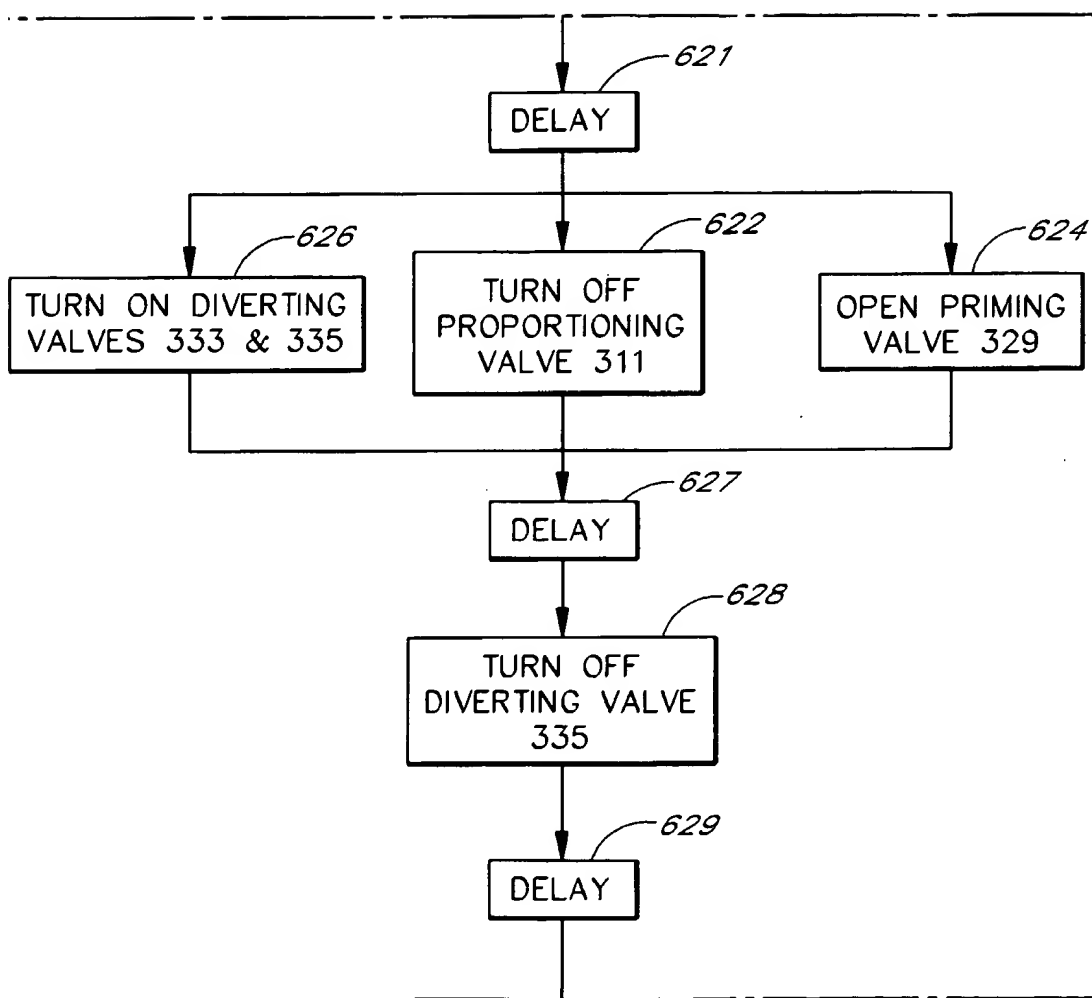 621
DELAY
626
TURN ON DIVERTING
VALVES 333 & 335
622
TURN OFF
PROPORTIONING
VALVE 311
624
OPEN PRIMING
VALVE 329
627
DELAY
628
TURN OFF
DIVERTING VALVE
335
629
DELAY